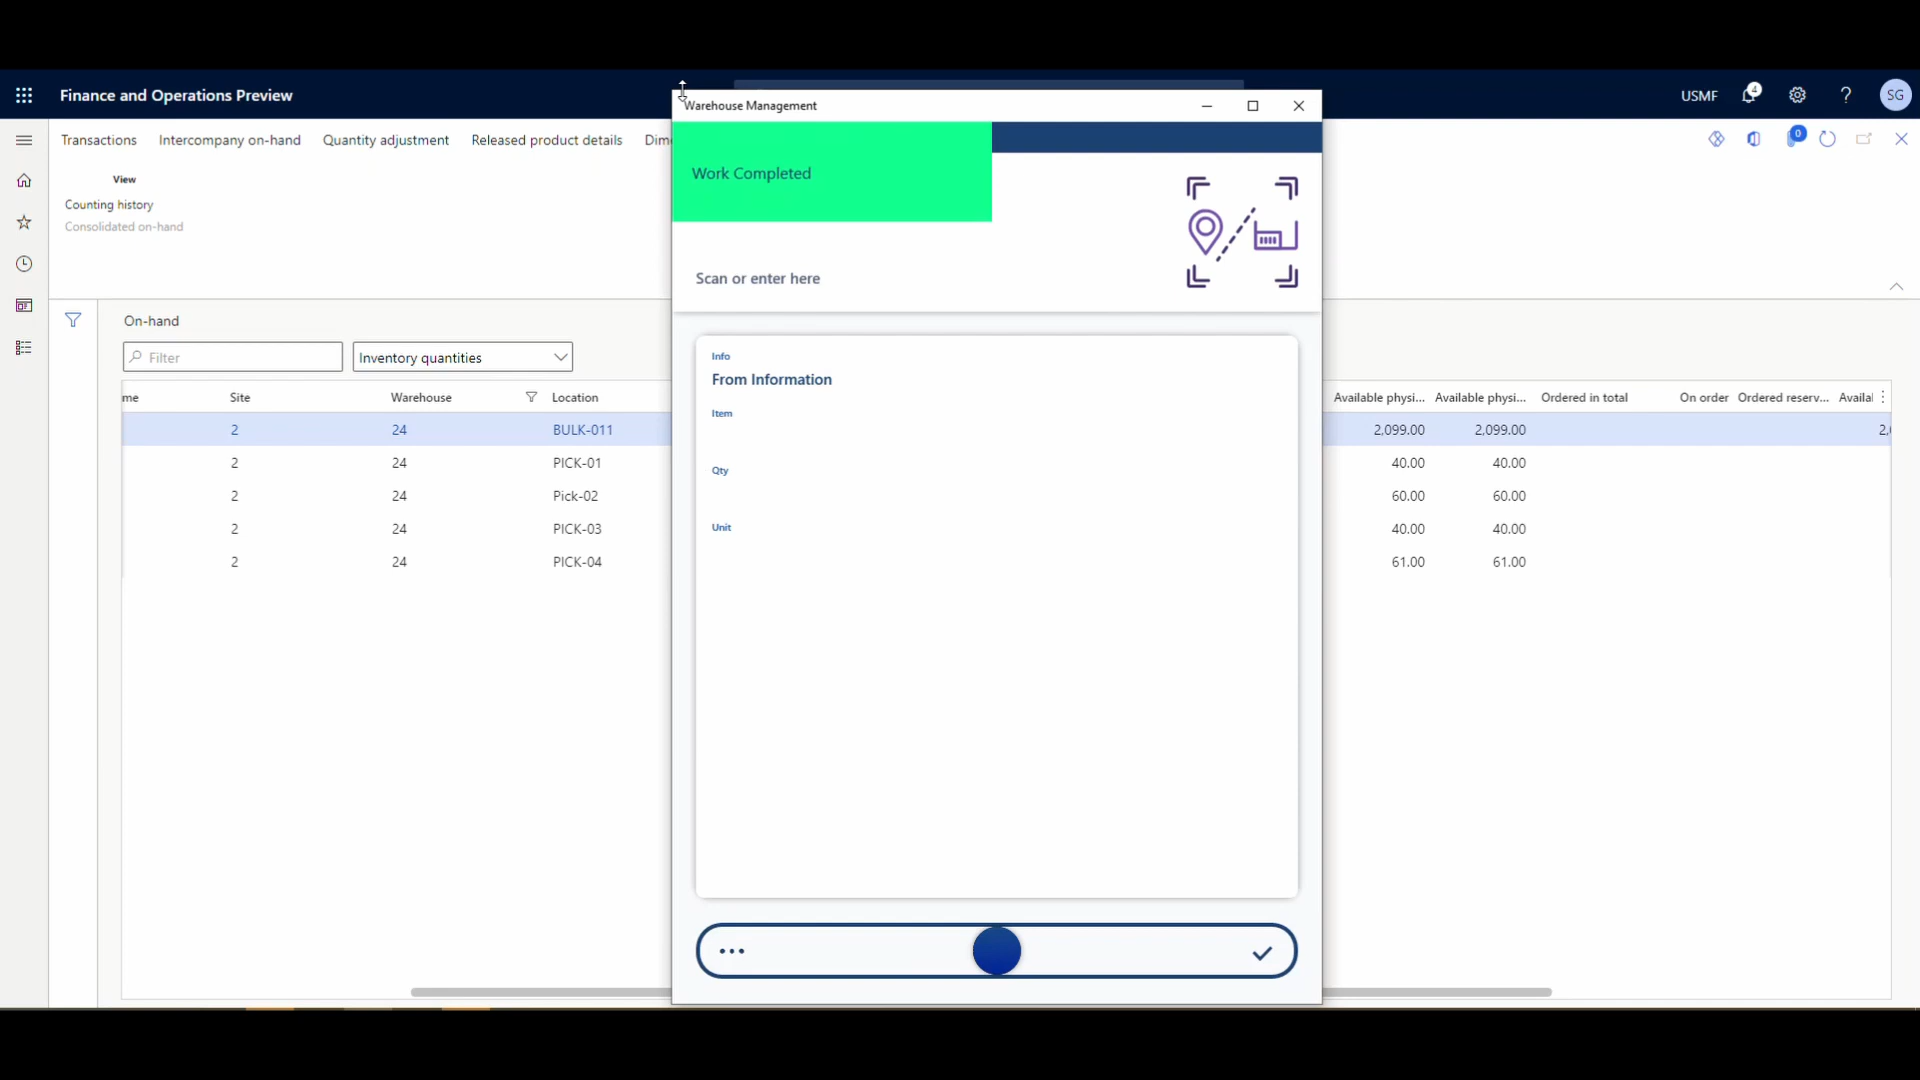 Finance and Operations Preview
USMF
4
?
SG
Transactions
Intercompany on-hand
Quantity adjustment
Released product details
0
View
Counting history
Consolidated on-hand
On-hand
Filter
Inventory quantities
me Site Warehouse Location
2 24 BULK-011
2 24 PICK-01
2 24 Pick-02
2 24 PICK-03
2 24 PICK-04
Warehouse Management
Work Completed
Scan or enter here
Info
From Information
Item
Qty
Unit
Available physi... Available physi... Ordered in total On order Ordered reserv... Availal
2,099.00 2,099.00
40.00 40.00
60.00 60.00
40.00 40.00
61.00 61.00